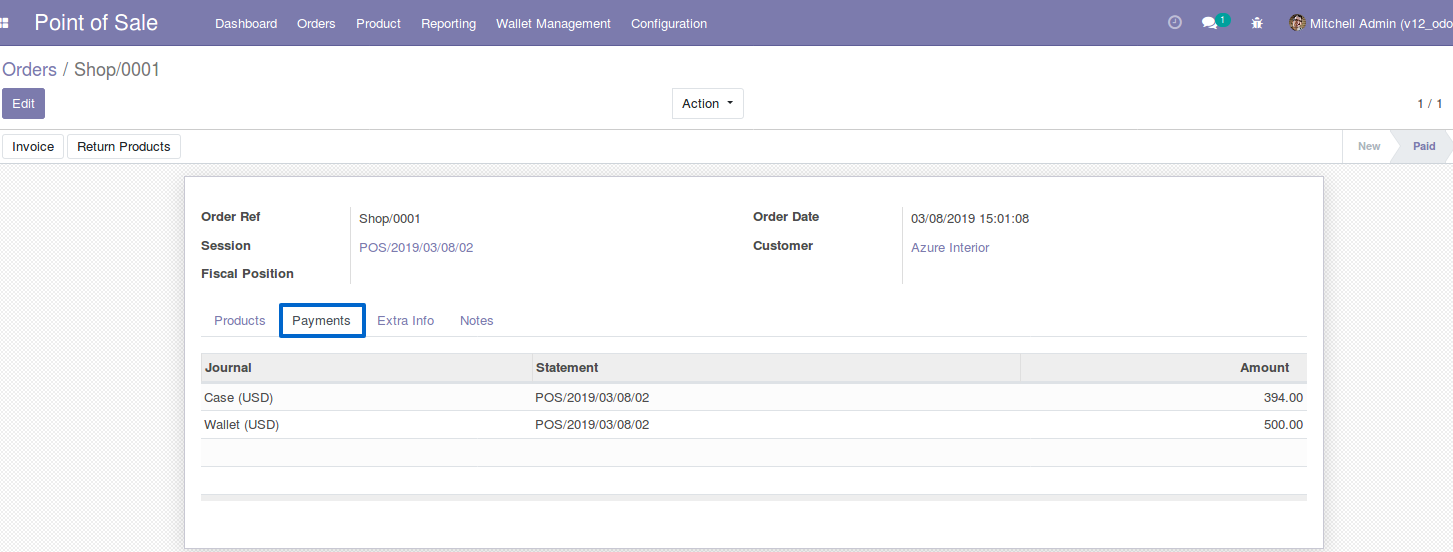 Point of Sale Dashboard Orders Product Reporting Wallet Management Configuration 1 Mitchell Admin (v12_odo
Orders / Shop/0001
Edit Action 1 / 1
Invoice Return Products New Paid
Order Ref Shop/0001 Order Date 03/08/2019 15:01:08
Session POS/2019/03/08/02 Customer Azure Interior
Fiscal Position
Products Payments Extra Info Notes
Journal Statement Amount
Case (USD) POS/2019/03/08/02 394.00
Wallet (USD) POS/2019/03/08/02 500.00